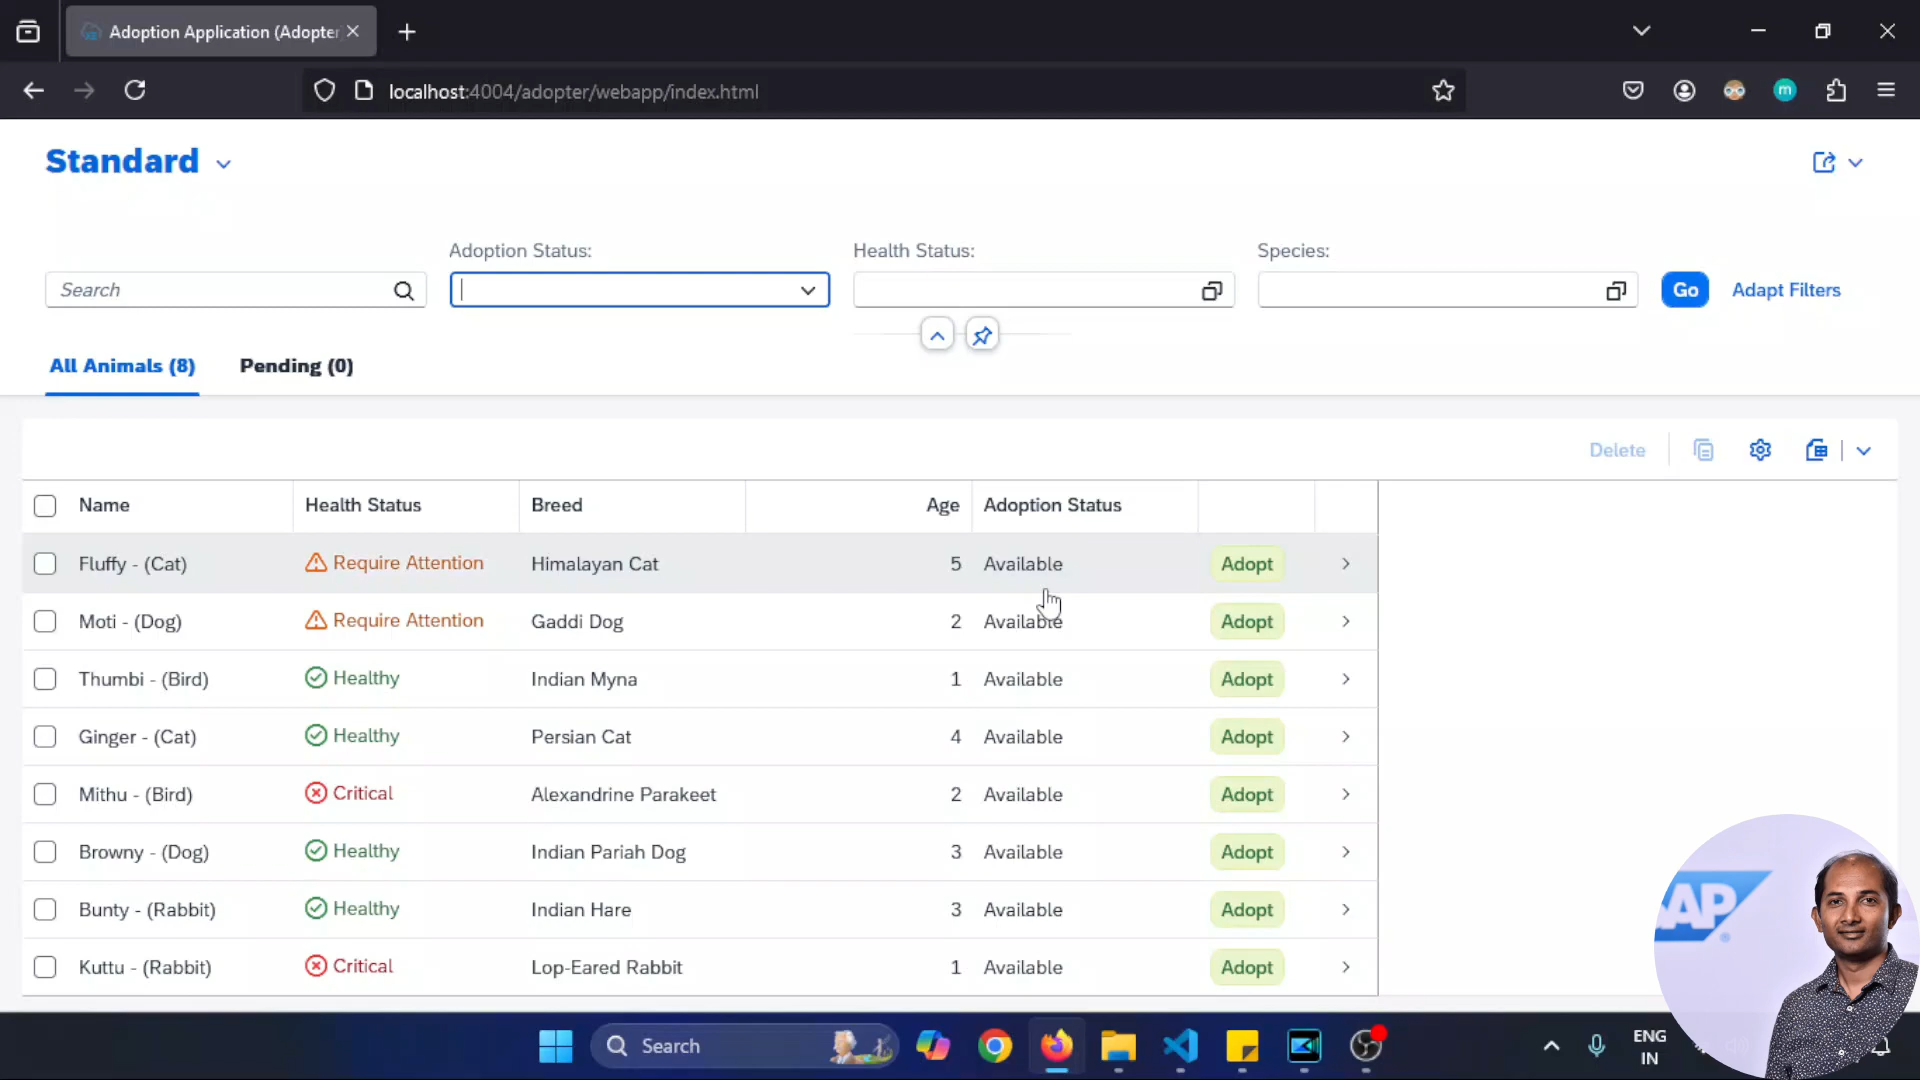 Adoption Application (Adopter
localhost:4004/adopter/webapp/index.html
Standard
Adoption Status:
Health Status:
Species:
Search
Go
Adapt Filters
All Animals (8)
Pending (0)
Delete
Name Health Status Breed Age Adoption Status
Fluffy - (Cat) Require Attention Himalayan Cat 5 Available Adopt
Moti - (Dog) Require Attention Gaddi Dog 2 Available Adopt
Thumbi - (Bird) Healthy Indian Myna 1 Available Adopt
Ginger - (Cat) Healthy Persian Cat 4 Available Adopt
Mithu - (Bird) Critical Alexandrine Parakeet 2 Available Adopt
Browny - (Dog) Healthy Indian Pariah Dog 3 Available Adopt
Bunty - (Rabbit) Healthy Indian Hare 3 Available Adopt
Kuttu - (Rabbit) Critical Lop-Eared Rabbit 1 Available Adopt
AP
®
m
Search
ENG
IN